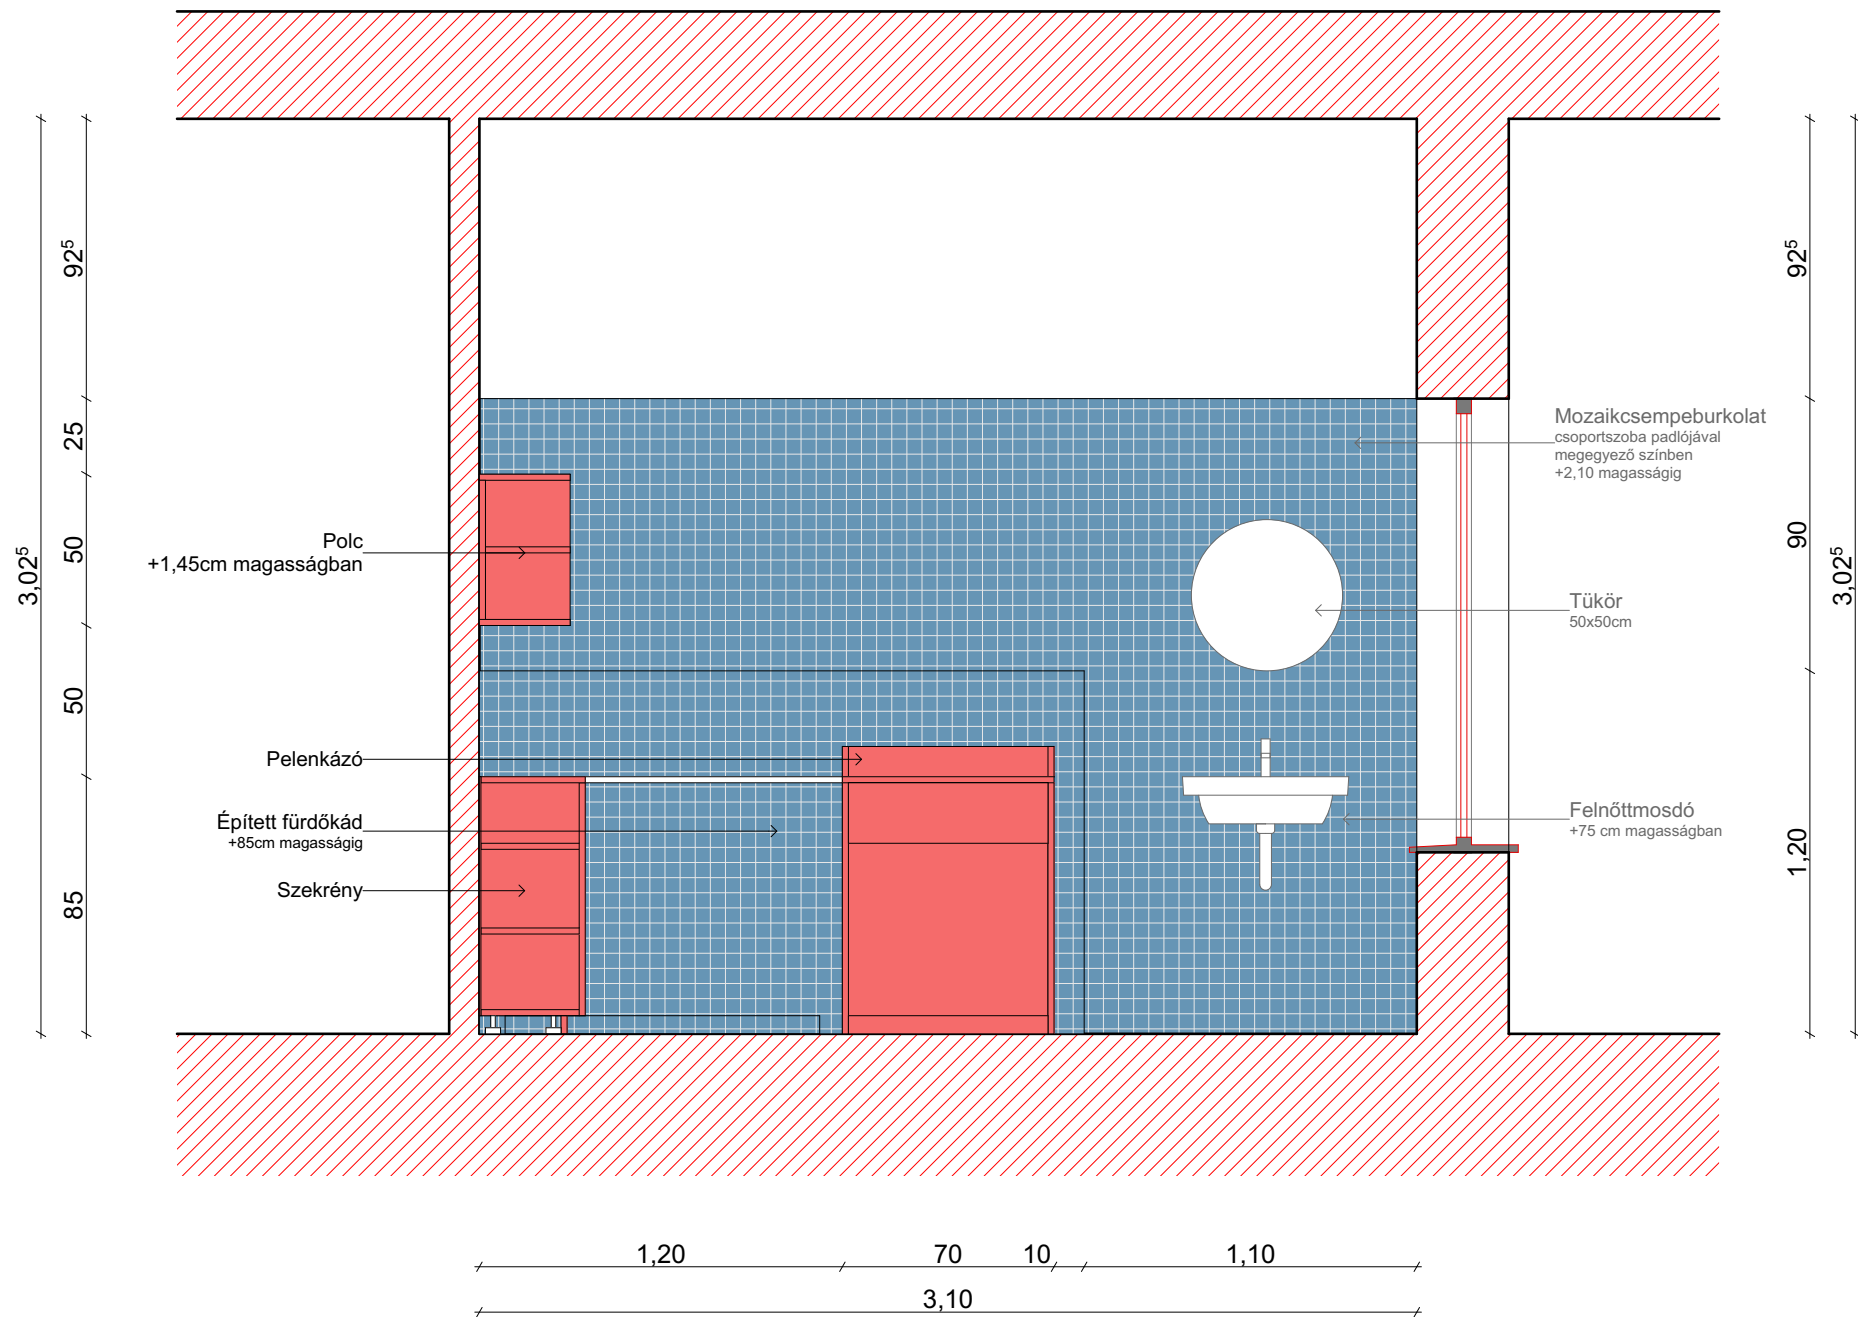 3,02⁵
92⁵
25
50
50
85
Polc
+1,45cm magasságban
Pelenkázó
Épített fürdőkád
+85cm magasságig
Szekrény
Mozaikcsempeburkolat
csoportszoba padlójával
megegyező színben
+2,10 magasságig
Tükör
50x50cm
Felnőttmosdó
+75 cm magasságban
92⁵
90
1,20
3,02⁵
1,20 70 10 1,10
3,10